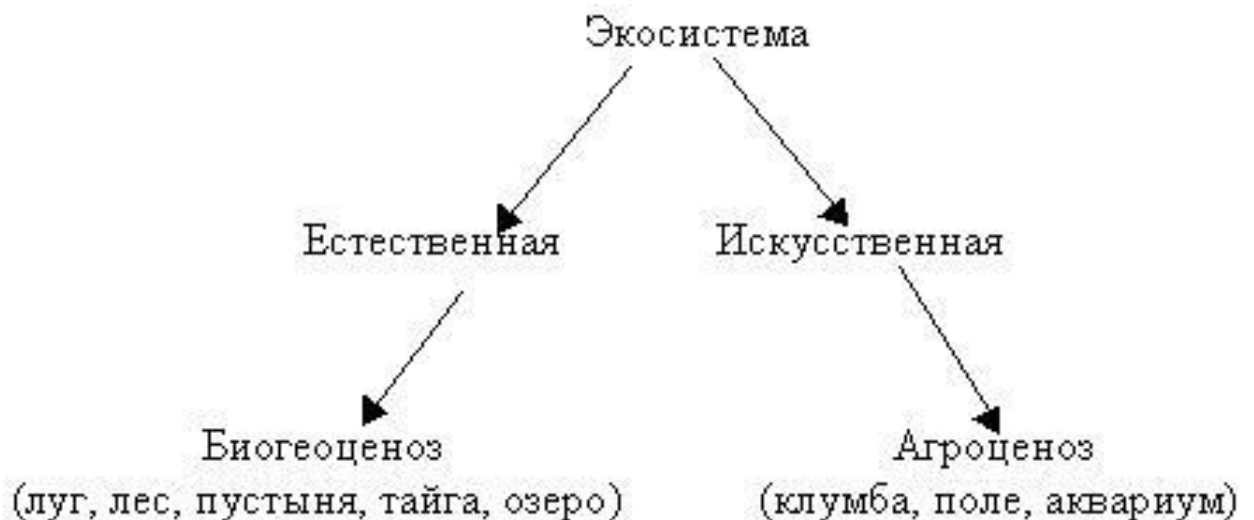 Экосистема
Естественная
Искусственная
Биогеоценоз
(луг, лес, пустыня, тайга, озеро)
Агроценоз
(клумба, поле, аквариум)